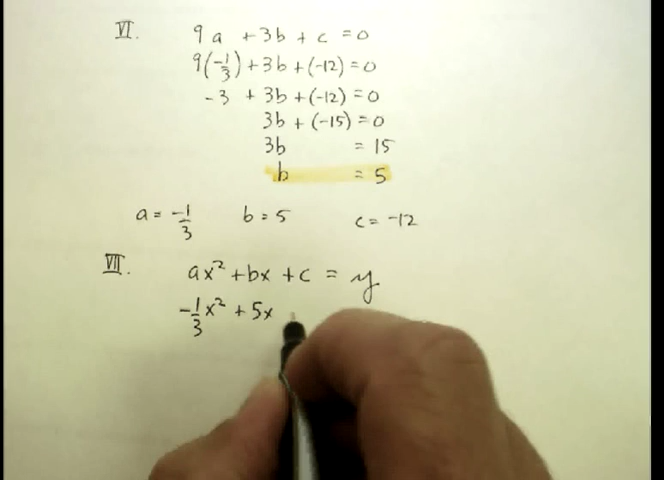 VI. 9a + 3b + c = 0
9(-1/3) + 3b + (-12) = 0
-3 + 3b + (-12) = 0
3b + (-15) = 0
3b = 15
b = 5
a = -1/3 b = 5 c = -12
VII. ax² + bx + c = y
-1/3x² + 5x